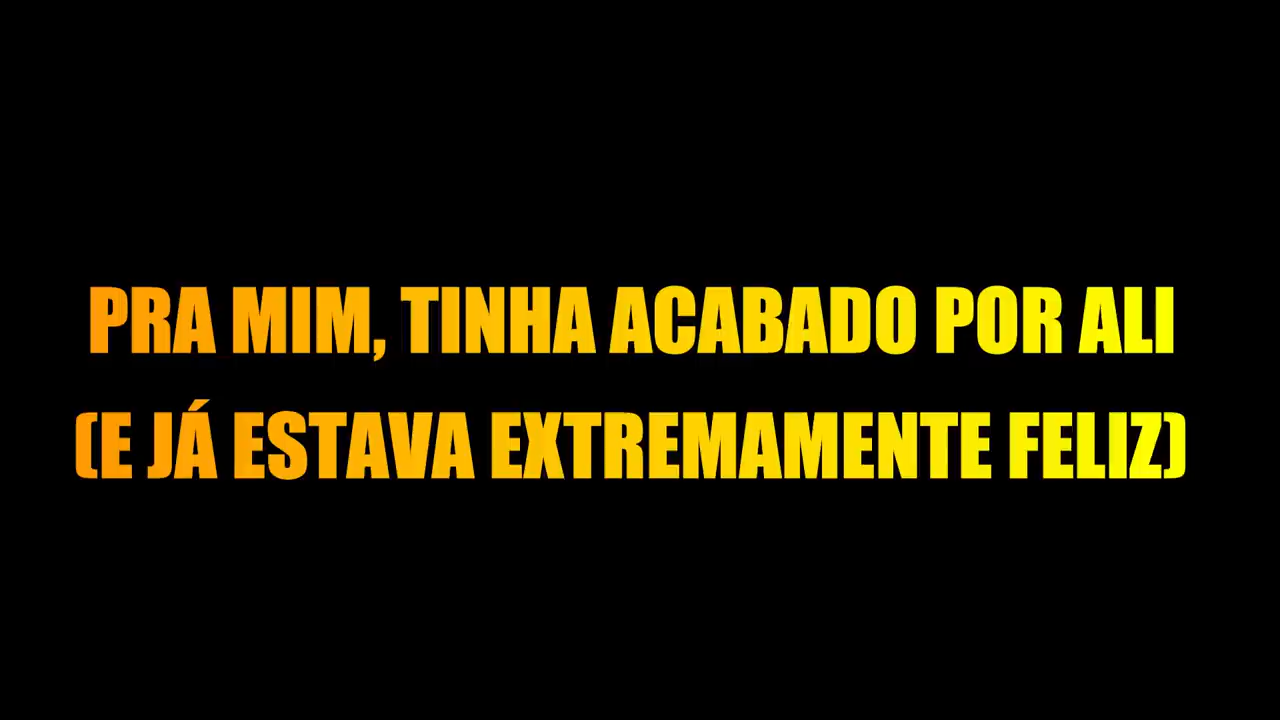 PRA MIM, TINHA ACABADO POR ALI
(E JÁ ESTAVA EXTREMAMENTE FELIZ)